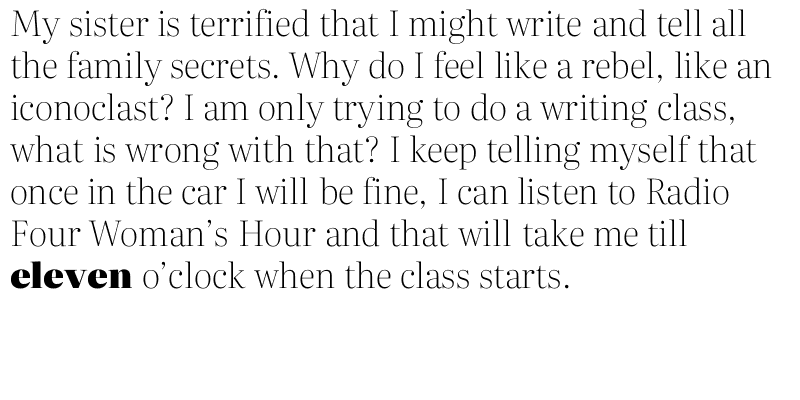 My sister is terrified that I might write and tell all
the family secrets. Why do I feel like a rebel, like an
iconoclast? I am only trying to do a writing class,
what is wrong with that? I keep telling myself that
once in the car I will be fine, I can listen to Radio
Four Woman’s Hour and that will take me till
eleven o’clock when the class starts.